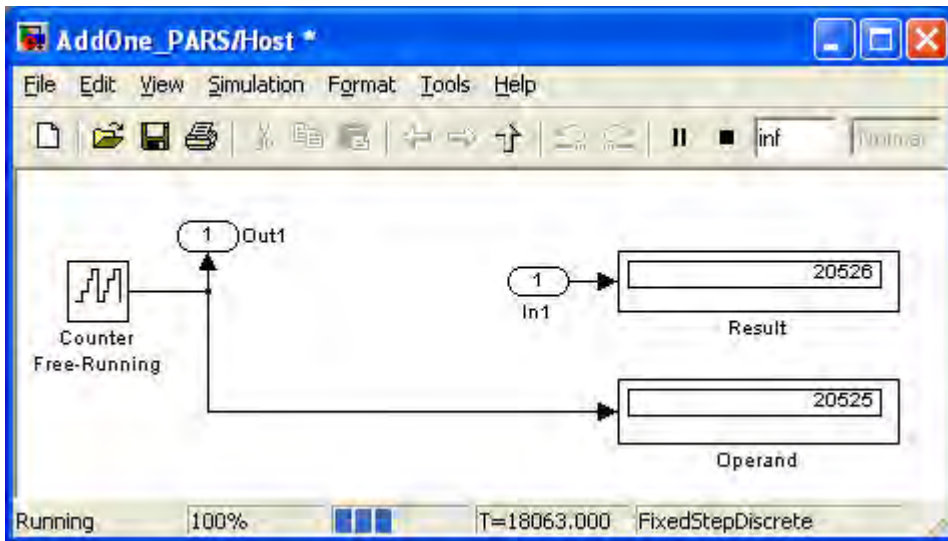 AddOne_PARS/Host *
File Edit View Simulation Format Tools Help
inf Normal
1 Out1
1
In1
20526
Result
Counter
Free-Running
20525
Operand
Running 100% T=18063.000 FixedStepDiscrete